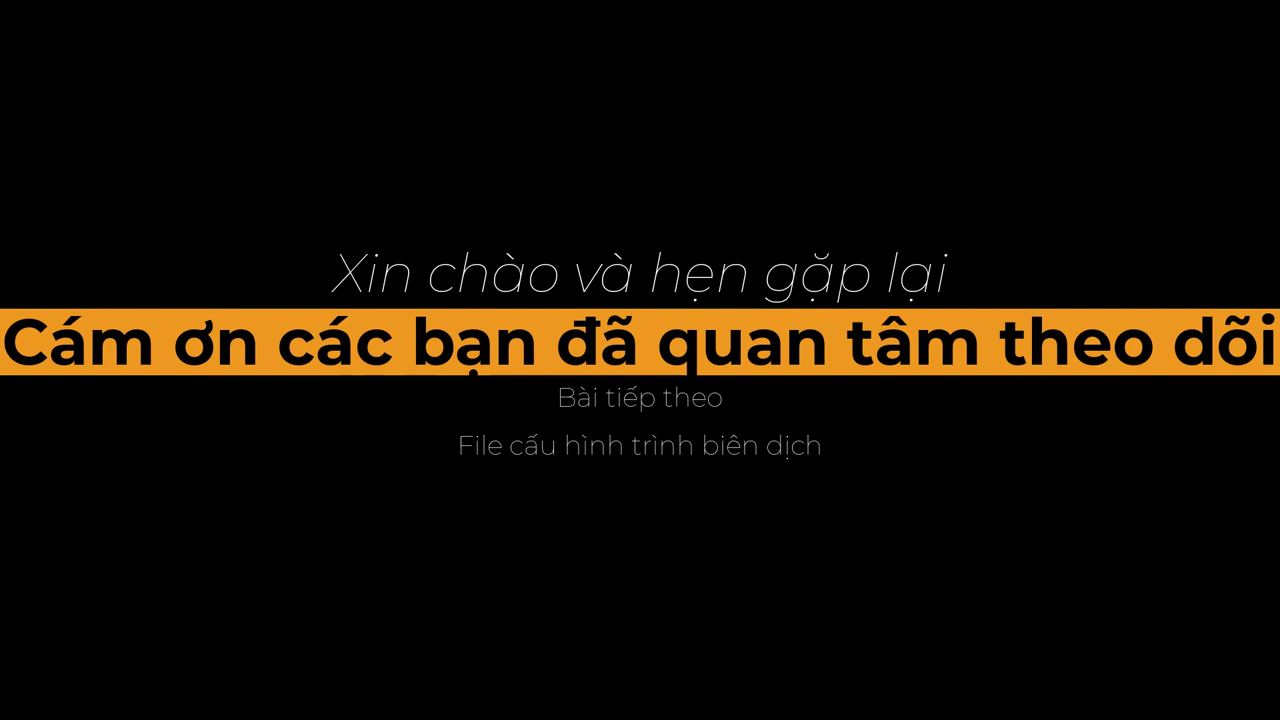 Xin chào và hẹn gặp lại
Cám ơn các bạn đã quan tâm theo dõi
Bài tiếp theo
File cấu hình trình biên dịch